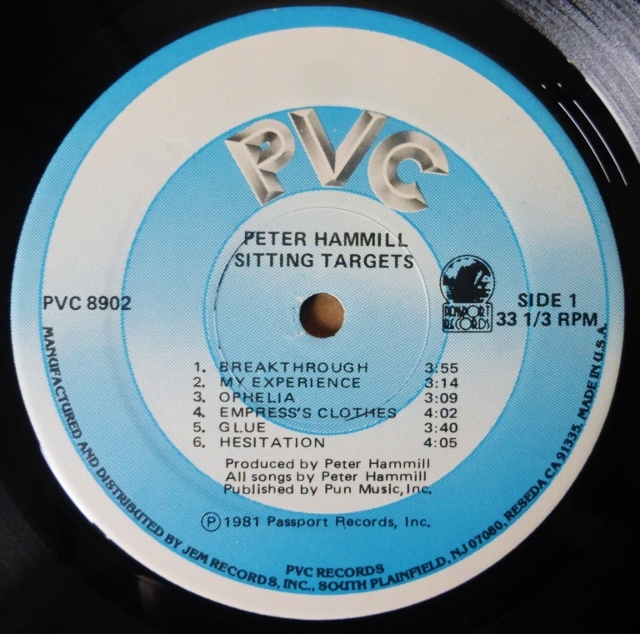 PVC
PETER HAMMILL
SITTING TARGETS
PVC 8902
PASSPORT
RECORDS
SIDE 1
33 1/3 RPM
1. BREAKTHROUGH 3:55
2. MY EXPERIENCE 3:14
3. OPHELIA 3:09
4. EMPRESS'S CLOTHES 4:02
5. GLUE 3:40
6. HESITATION 4:05
Produced by Peter Hammill
All songs by Peter Hammill
Published by Pun Music, Inc.
Ⓟ 1981 Passport Records, Inc.
PVC RECORDS
MANUFACTURED AND DISTRIBUTED BY JEM RECORDS, INC., SOUTH PLAINFIELD, NJ 07080, RESEDA CA 91335. MADE IN U.S.A.